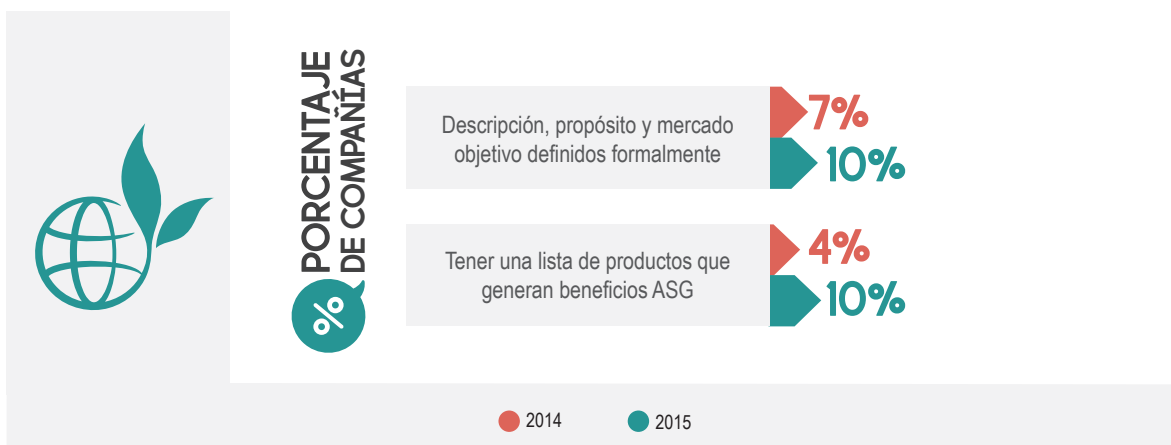 PORCENTAJE
DE COMPAÑÍAS
%
Descripción, propósito y mercado
objetivo definidos formalmente
7%
10%
Tener una lista de productos que
generan beneficios ASG
4%
10%
2014
2015